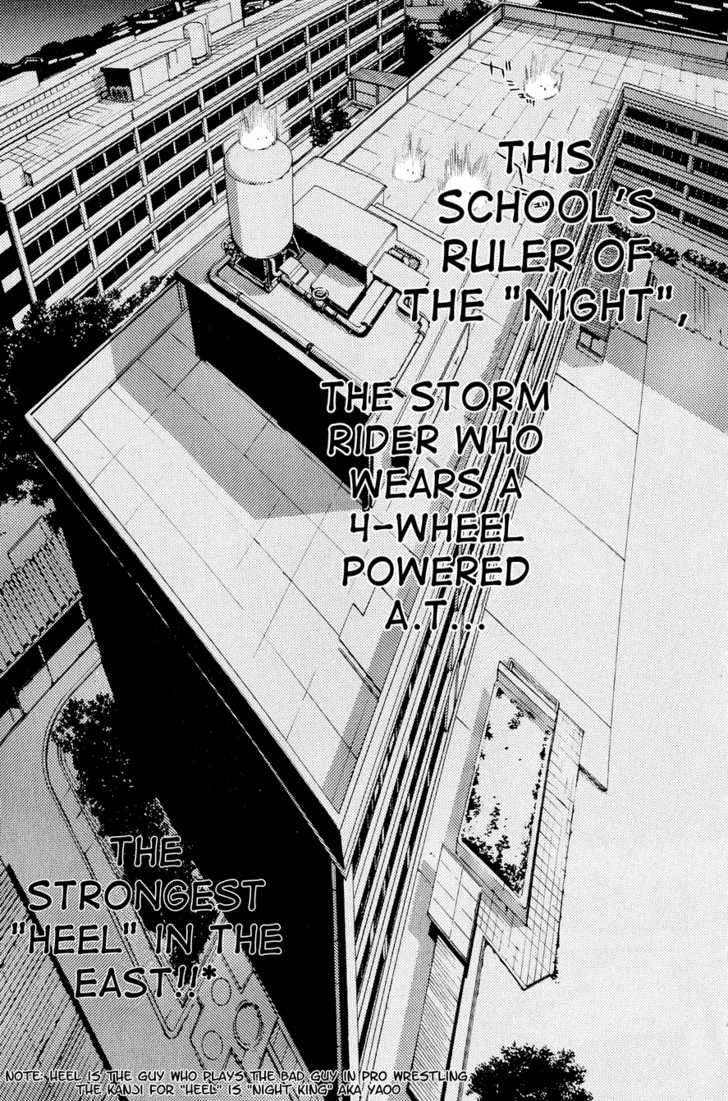 THIS
SCHOOL'S
RULER OF
THE "NIGHT",
THE STORM
RIDER WHO
WEARS A
4-WHEEL
POWERED
A.T...
THE
STRONGEST
"HEEL" IN THE
EAST!!*
NOTE: HEEL IS THE GUY WHO PLAYS THE BAD GUY IN PRO WRESTLING.
THE KANJI FOR "HEEL" IS "NIGHT KING" AKA YAOO